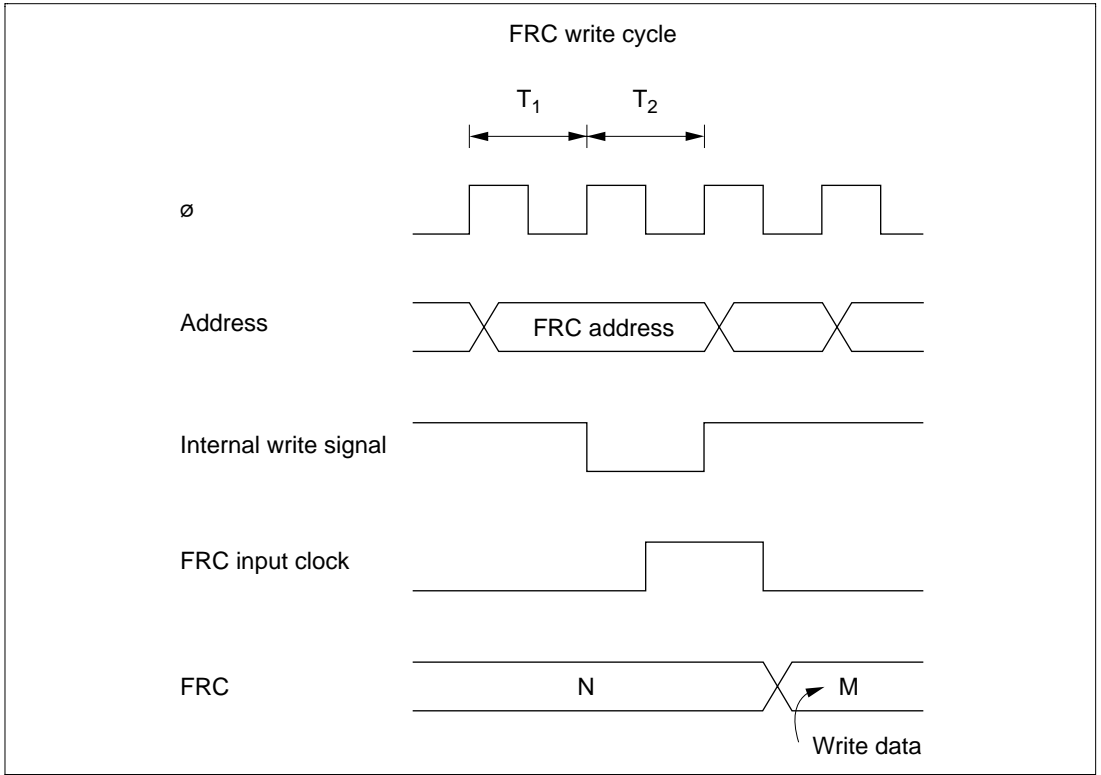 FRC write cycle
T1 T2
ø
Address FRC address
Internal write signal
FRC input clock
FRC N M
Write data